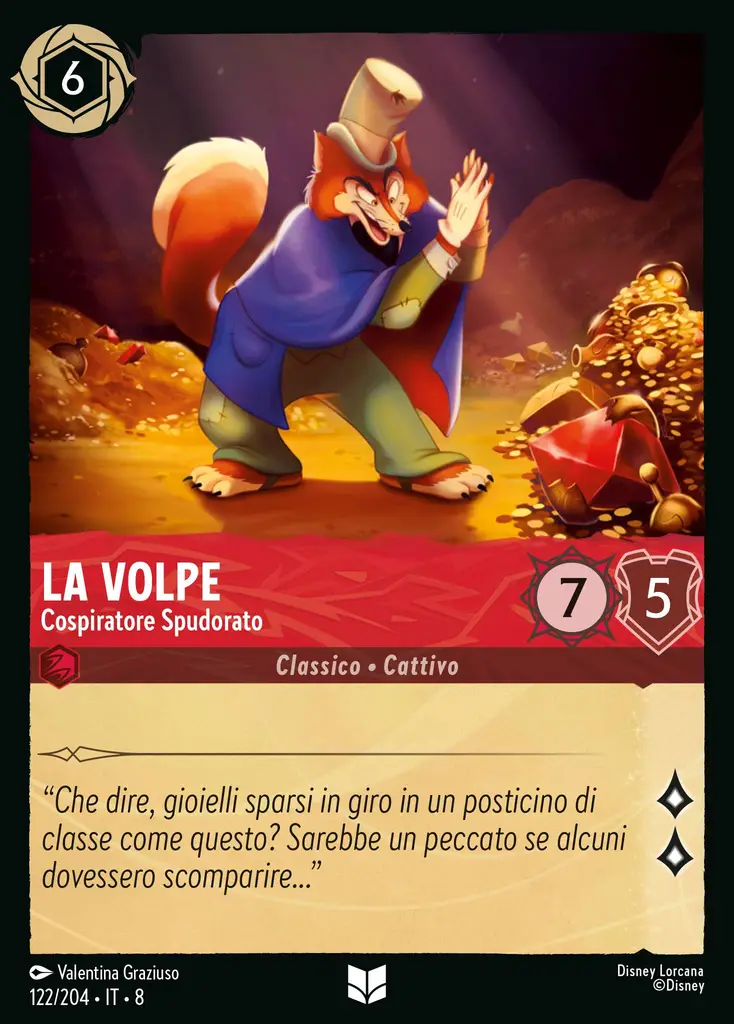 6
LA VOLPE
Cospiratore Spudorato
7
5
Classico • Cattivo
“Che dire, gioielli sparsi in giro in un posticino di
classe come questo? Sarebbe un peccato se alcuni
dovessero scomparire...”
Valentina Graziuso
122/204 • IT • 8
Disney Lorcana
©Disney